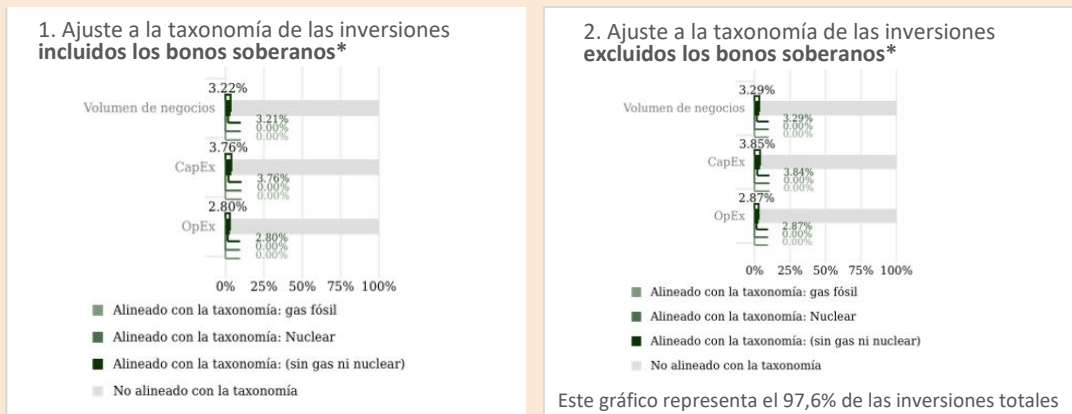 1. Ajuste a la taxonomía de las inversiones
incluidos los bonos soberanos*
3.22%
Volumen de negocios
3.21%
0.00%
0.00%
3.76%
CapEx
3.76%
0.00%
0.00%
2.80%
OpEx
2.80%
0.00%
0.00%
0% 25% 50% 75% 100%
Alineado con la taxonomía: gas fósil
Alineado con la taxonomía: Nuclear
Alineado con la taxonomía: (sin gas ni nuclear)
No alineado con la taxonomía
2. Ajuste a la taxonomía de las inversiones
excluidos los bonos soberanos*
3.29%
Volumen de negocios
3.29%
0.00%
0.00%
3.85%
CapEx
3.84%
0.00%
0.00%
2.87%
OpEx
2.87%
0.00%
0.00%
0% 25% 50% 75% 100%
Alineado con la taxonomía: gas fósil
Alineado con la taxonomía: Nuclear
Alineado con la taxonomía: (sin gas ni nuclear)
No alineado con la taxonomía
Este gráfico representa el 97,6% de las inversiones totales